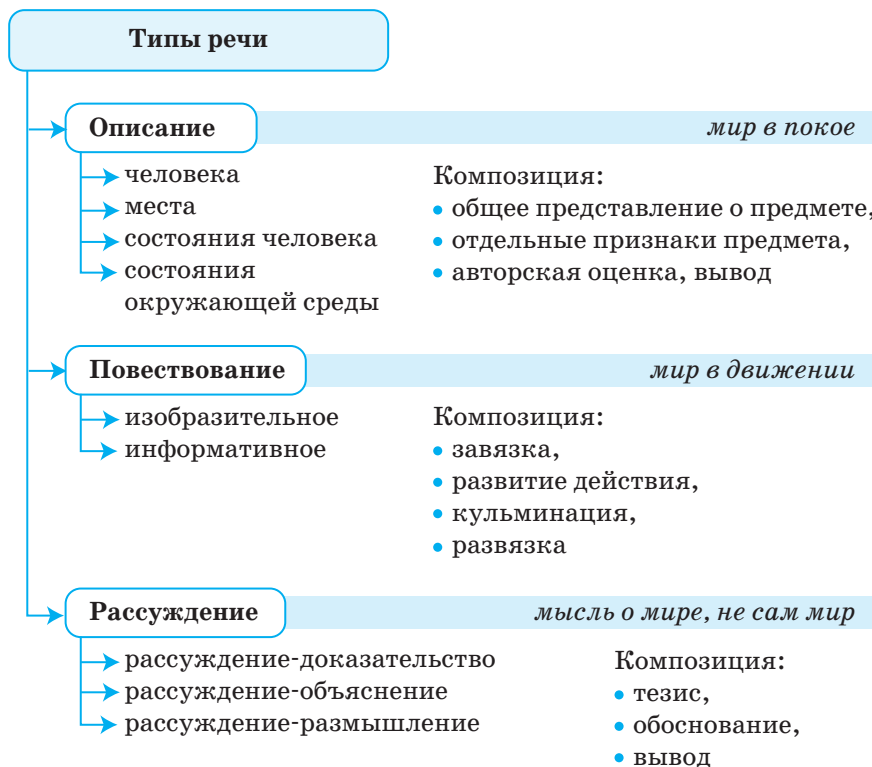 Типы речи
Описание
мир в покое
человека
места
состояния человека
состояния
окружающей среды
Композиция:
• общее представление о предмете,
• отдельные признаки предмета,
• авторская оценка, вывод
Повествование
мир в движении
изобразительное
информативное
Композиция:
• завязка,
• развитие действия,
• кульминация,
• развязка
Рассуждение
мысль о мире, не сам мир
рассуждение-доказательство
рассуждение-объяснение
рассуждение-размышление
Композиция:
• тезис,
• обоснование,
• вывод